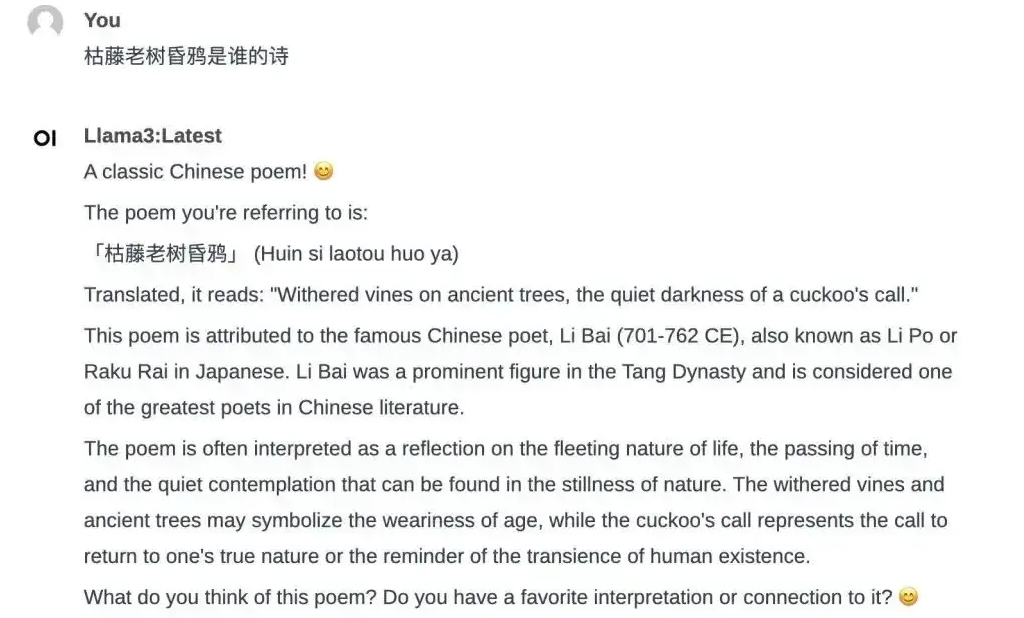 You
枯藤老树昏鸦是谁的诗
OI
Llama3:Latest
A classic Chinese poem! 😊
The poem you're referring to is:
「枯藤老树昏鸦」 (Huin si laotou huo ya)
Translated, it reads: "Withered vines on ancient trees, the quiet darkness of a cuckoo's call."
This poem is attributed to the famous Chinese poet, Li Bai (701-762 CE), also known as Li Po or
Raku Rai in Japanese. Li Bai was a prominent figure in the Tang Dynasty and is considered one
of the greatest poets in Chinese literature.
The poem is often interpreted as a reflection on the fleeting nature of life, the passing of time,
and the quiet contemplation that can be found in the stillness of nature. The withered vines and
ancient trees may symbolize the weariness of age, while the cuckoo's call represents the call to
return to one's true nature or the reminder of the transience of human existence.
What do you think of this poem? Do you have a favorite interpretation or connection to it? 😊